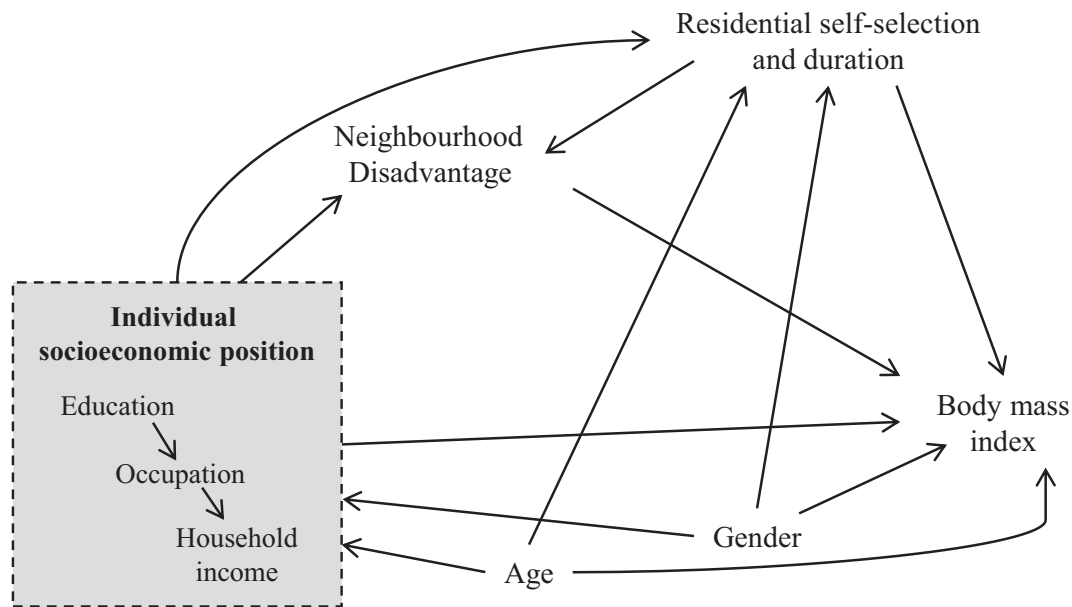 Residential self-selection
and duration
Neighbourhood
Disadvantage
Individual
socioeconomic position
Education
Occupation
Household
income
Body mass
index
Gender
Age